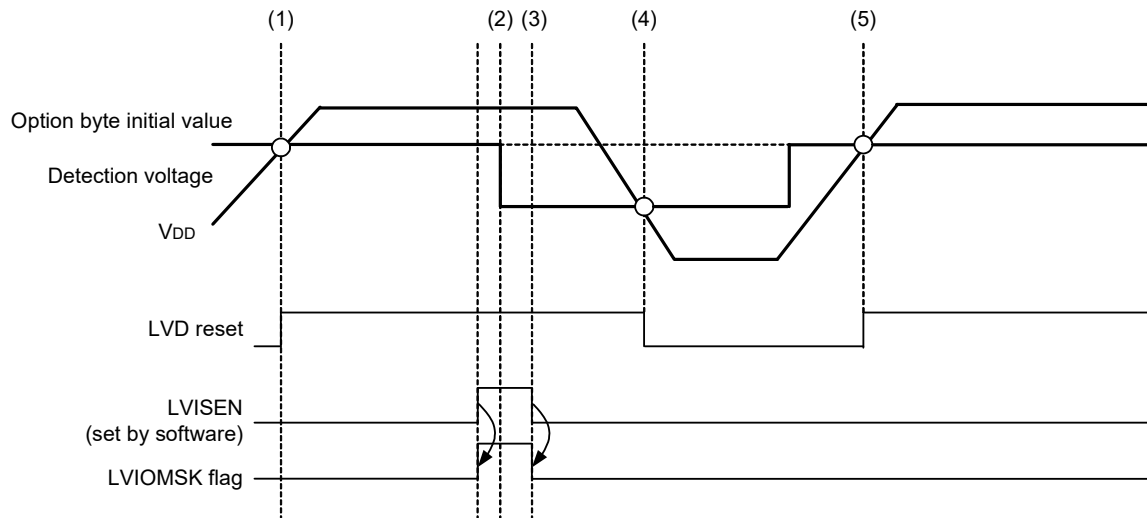 (1) (2) (3) (4) (5)
Option byte initial value
Detection voltage
VDD
LVD reset
LVISEN
(set by software)
LVIOMSK flag